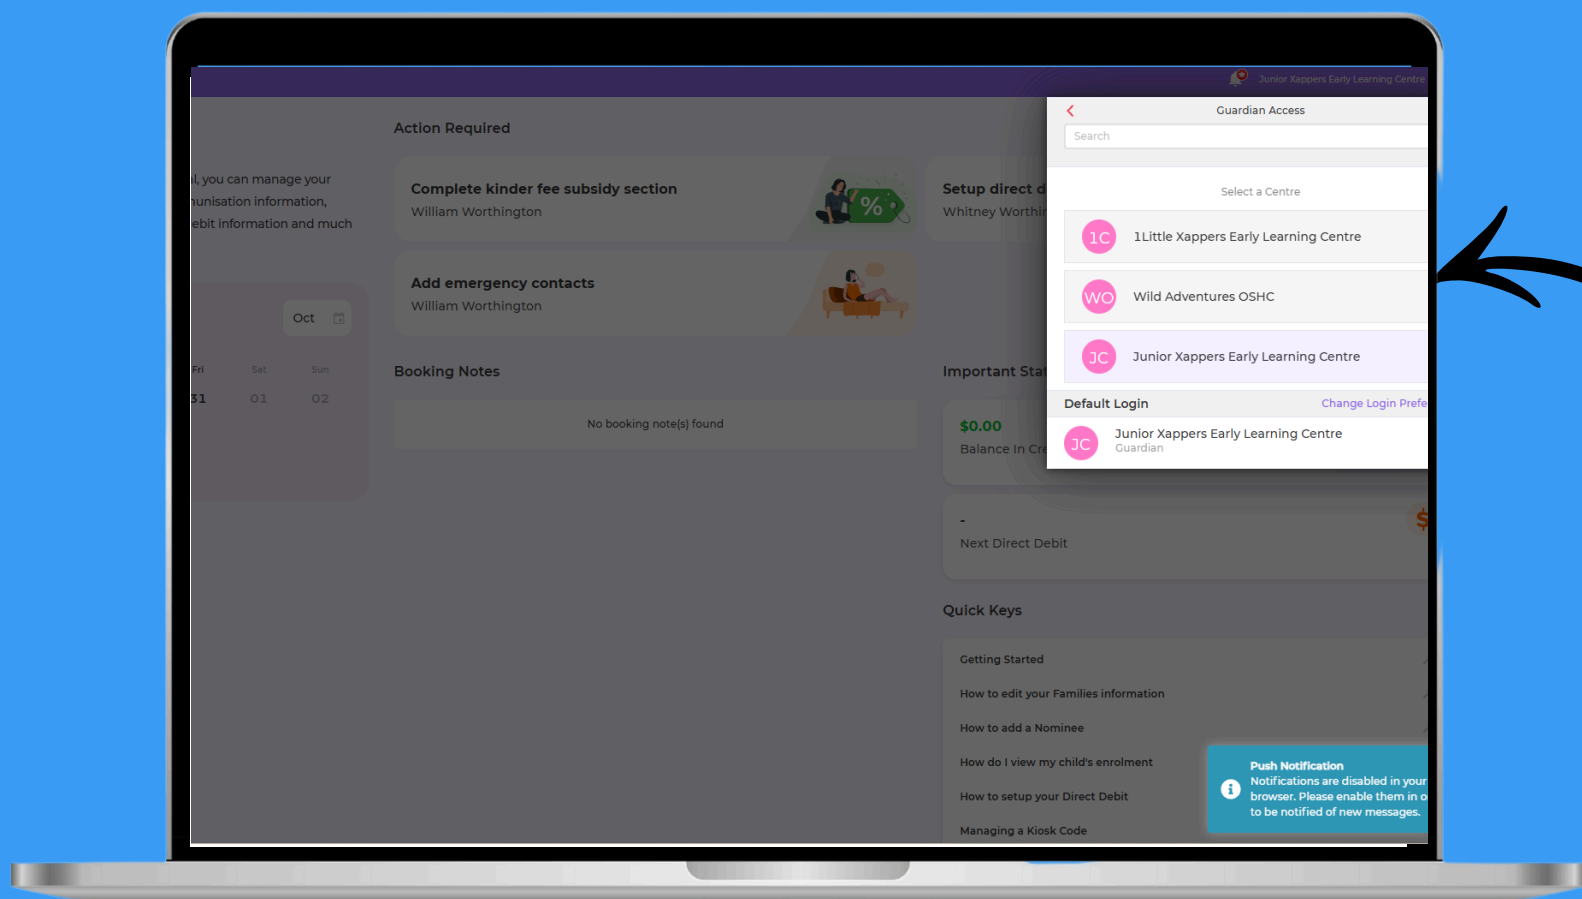 Junior Xappers Early Learning Centre
Guardian Access
Search
Select a Centre
1C
1Little Xappers Early Learning Centre
WO
Wild Adventures OSHC
JC
Junior Xappers Early Learning Centre
Default Login
Change Login Prefe
JC
Junior Xappers Early Learning Centre
Guardian
l, you can manage your
unisation information,
ebit information and much
Oct
Fri Sat Sun
31 01 02
Action Required
Complete kinder fee subsidy section
William Worthington
%
Setup direct d
Whitney Worthin
Add emergency contacts
William Worthington
Booking Notes
No booking note(s) found
Important Stat
$0.00
Balance In Cre
-
Next Direct Debit
$
Quick Keys
Getting Started
How to edit your Families information
How to add a Nominee
How do I view my child's enrolment
How to setup your Direct Debit
Managing a Kiosk Code
Push Notification
Notifications are disabled in your
browser. Please enable them in o
to be notified of new messages.